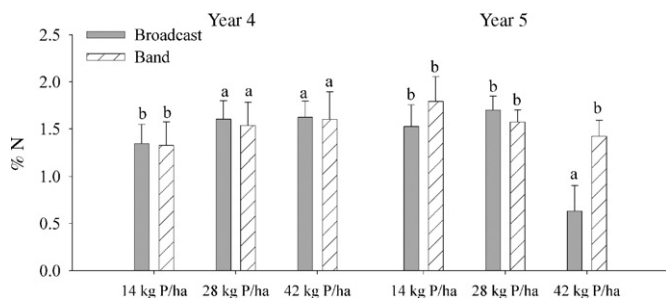 Year 4 Year 5
Broadcast
Band
% N
2.5
2.0
1.5
1.0
0.5
0.0
b b a a a a b b b b a b
14 kg P/ha 28 kg P/ha 42 kg P/ha 14 kg P/ha 28 kg P/ha 42 kg P/ha